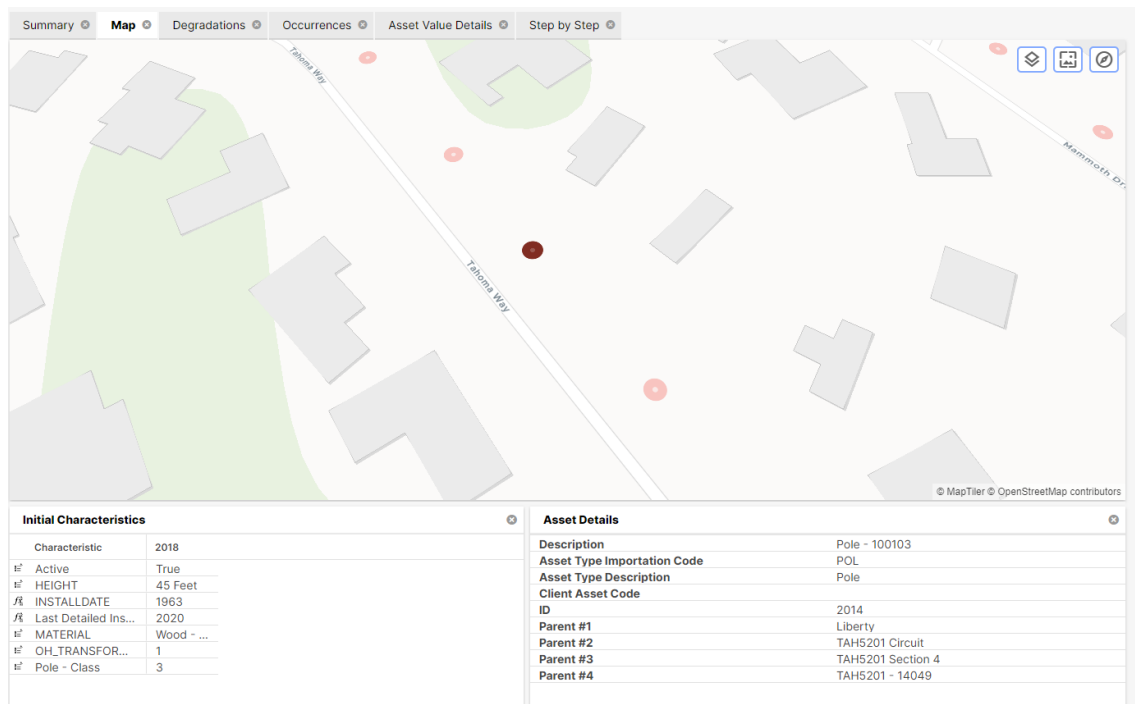 Summary Map Degradations Occurrences Asset Value Details Step by Step
Tahoma Way
Mammoth Dr.
Tahoma Way
© MapTiler © OpenStreetMap contributors
Initial Characteristics
Characteristic 2018
Active True
HEIGHT 45 Feet
INSTALLDATE 1963
Last Detailed Ins... 2020
MATERIAL Wood - ...
OH_TRANSFOR... 1
Pole - Class 3
Asset Details
Description Pole - 100103
Asset Type Importation Code POL
Asset Type Description Pole
Client Asset Code
ID 2014
Parent #1 Liberty
Parent #2 TAH5201 Circuit
Parent #3 TAH5201 Section 4
Parent #4 TAH5201 - 14049